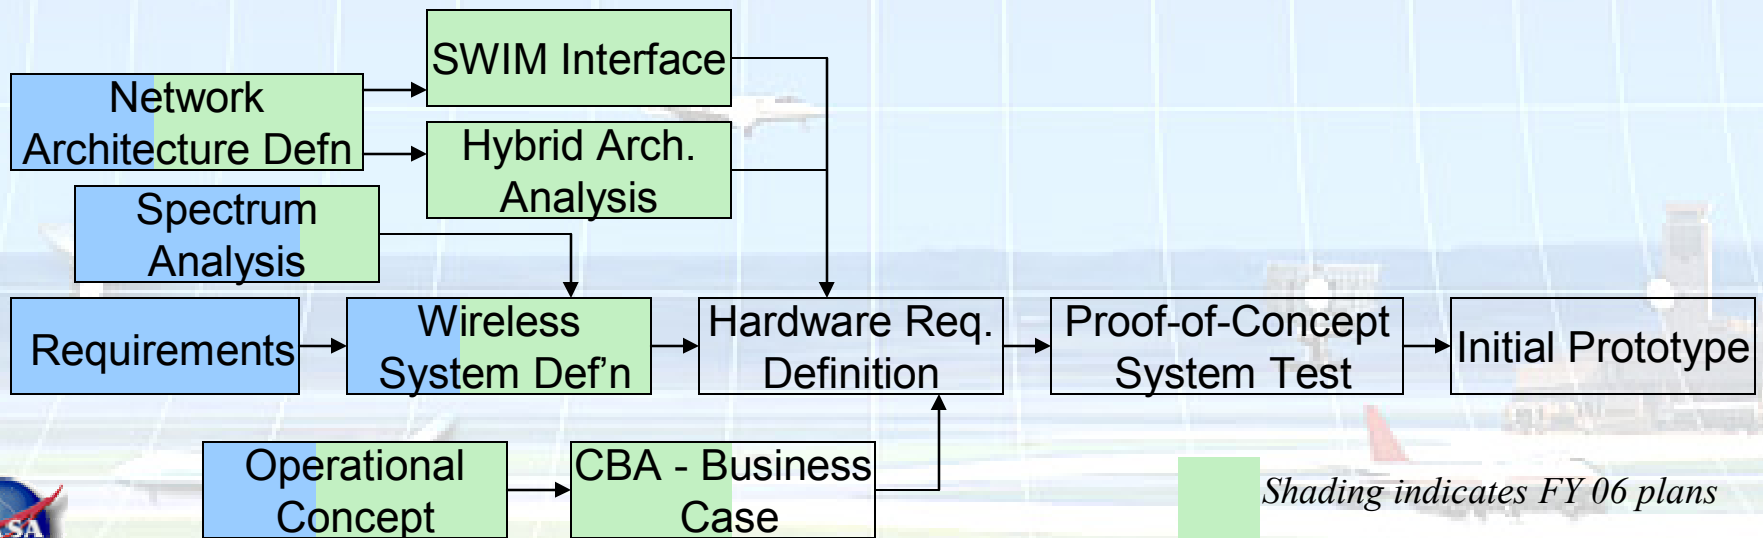 SWIM Interface
Network
Architecture Defn
Hybrid Arch.
Analysis
Spectrum
Analysis
Requirements
Wireless
System Def’n
Hardware Req.
Definition
Proof-of-Concept
System Test
Initial Prototype
Operational
Concept
CBA - Business
Case
Shading indicates FY 06 plans
SA